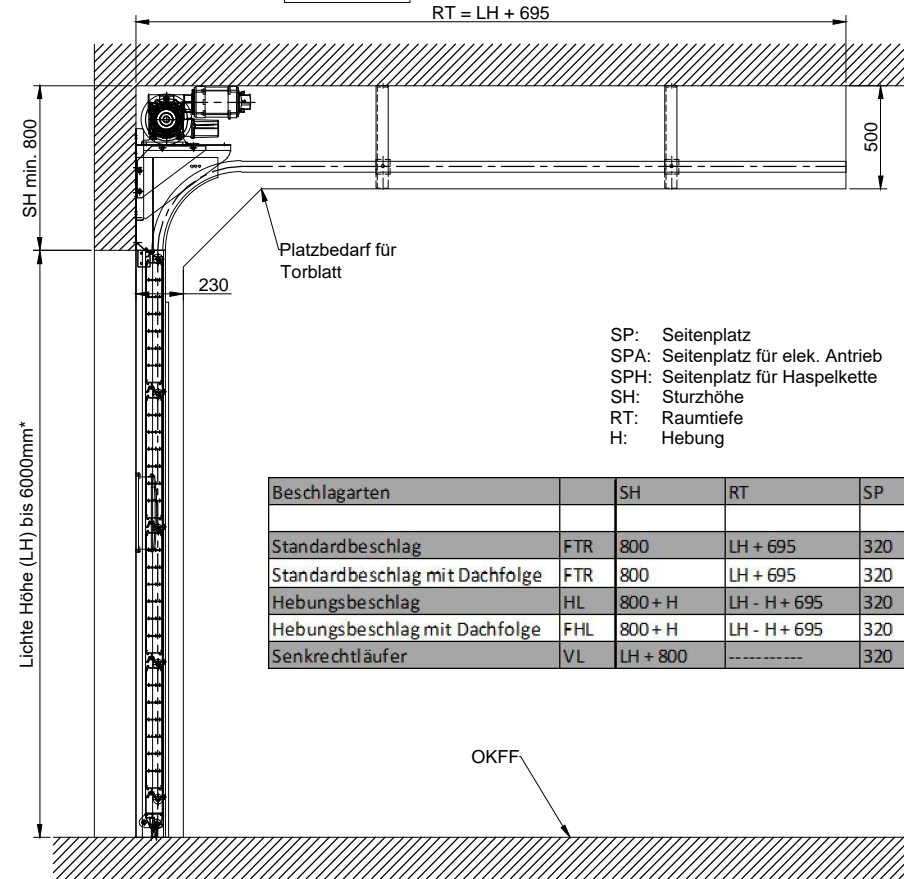 RT = LH + 695
SH min. 800
500
Platzbedarf für
Torblatt
230
SP: Seitenplatz
SPA: Seitenplatz für elek. Antrieb
SPH: Seitenplatz für Haspelkette
SH: Sturzhöhe
RT: Raumtiefe
H: Hebung
Lichte Höhe (LH) bis 6000mm*
Beschlagarten SH RT SP
Standardbeschlag FTR 800 LH + 695 320
Standardbeschlag mit Dachfolge FTR 800 LH + 695 320
Hebungsbeschlag HL 800 + H LH - H + 695 320
Hebungsbeschlag mit Dachfolge FHL 800 + H LH - H + 695 320
Senkrechtläufer VL LH + 800 ----------- 320
OKFF